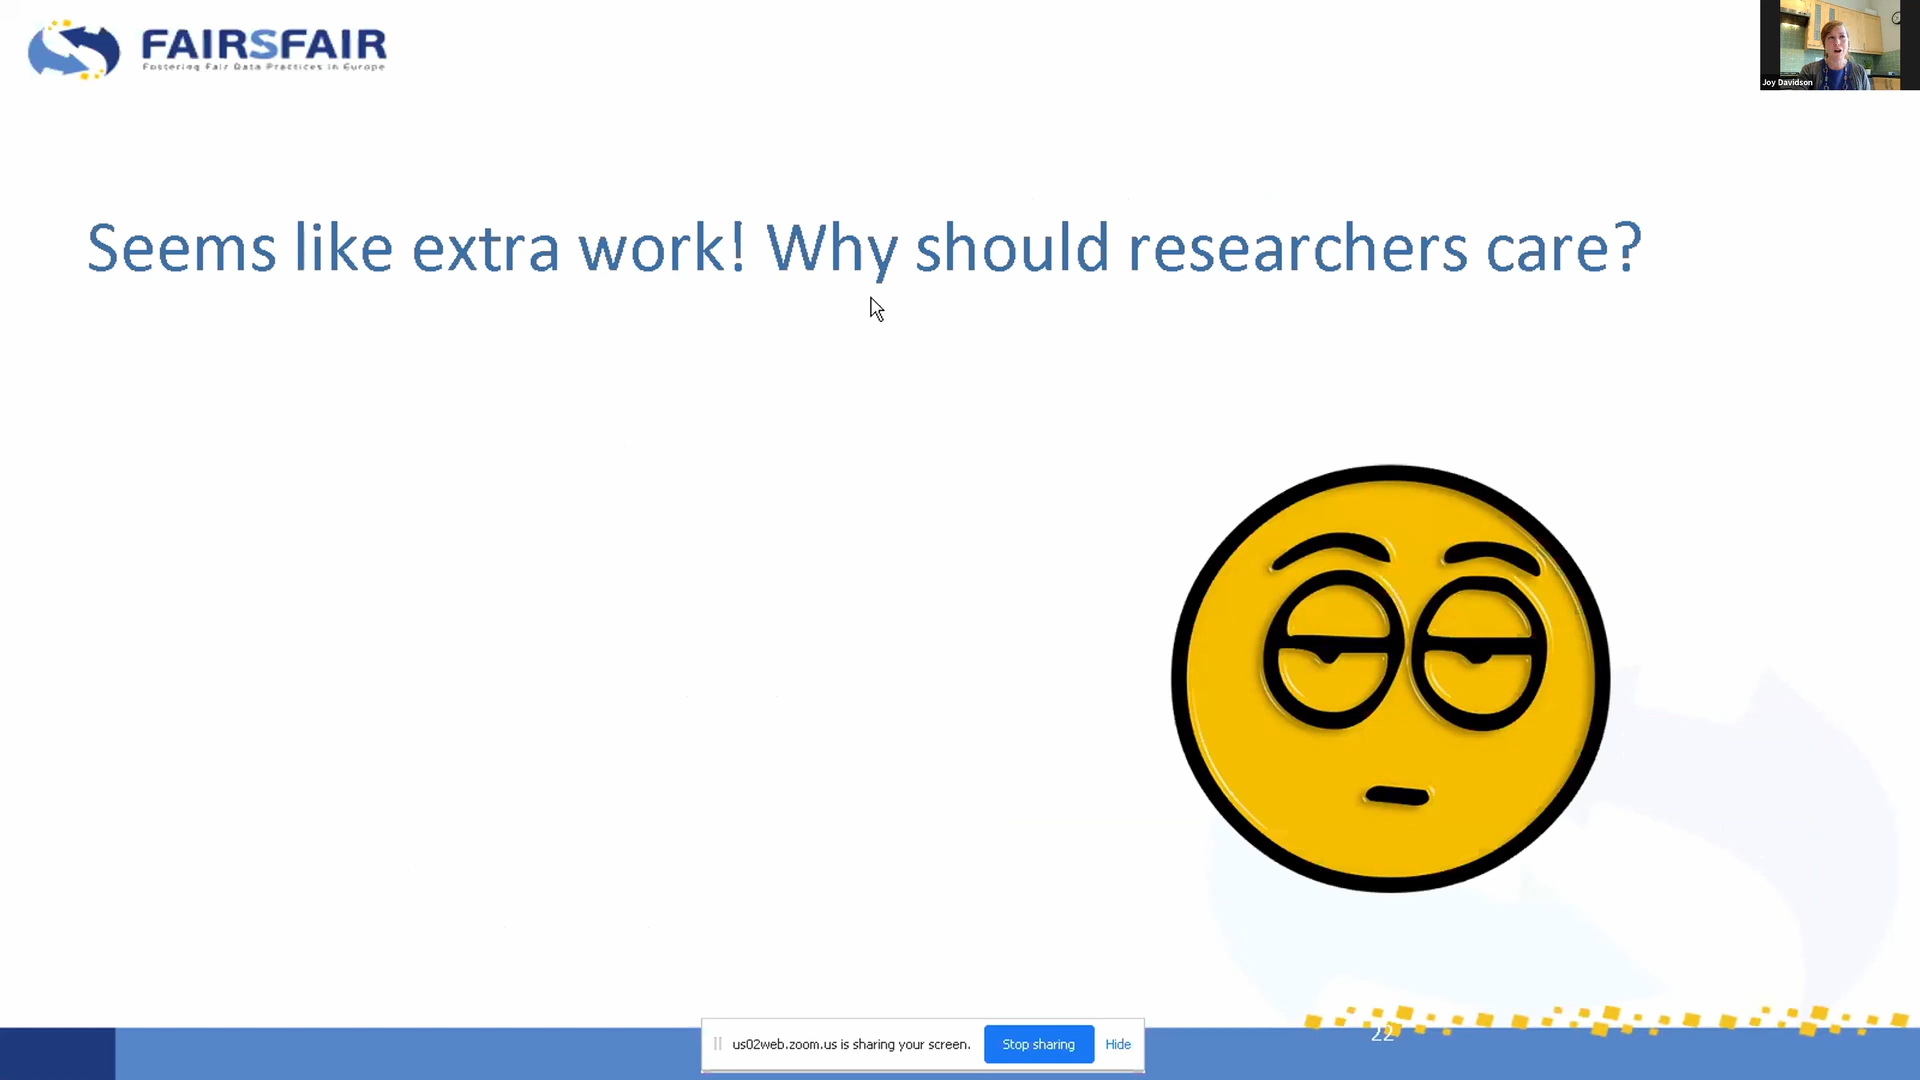 FAIRSFAIR
Fostering Fair Data Practices in Europe
Joy Davidson
Seems like extra work! Why should researchers care?
us02web.zoom.us is sharing your screen.
Stop sharing
Hide
22